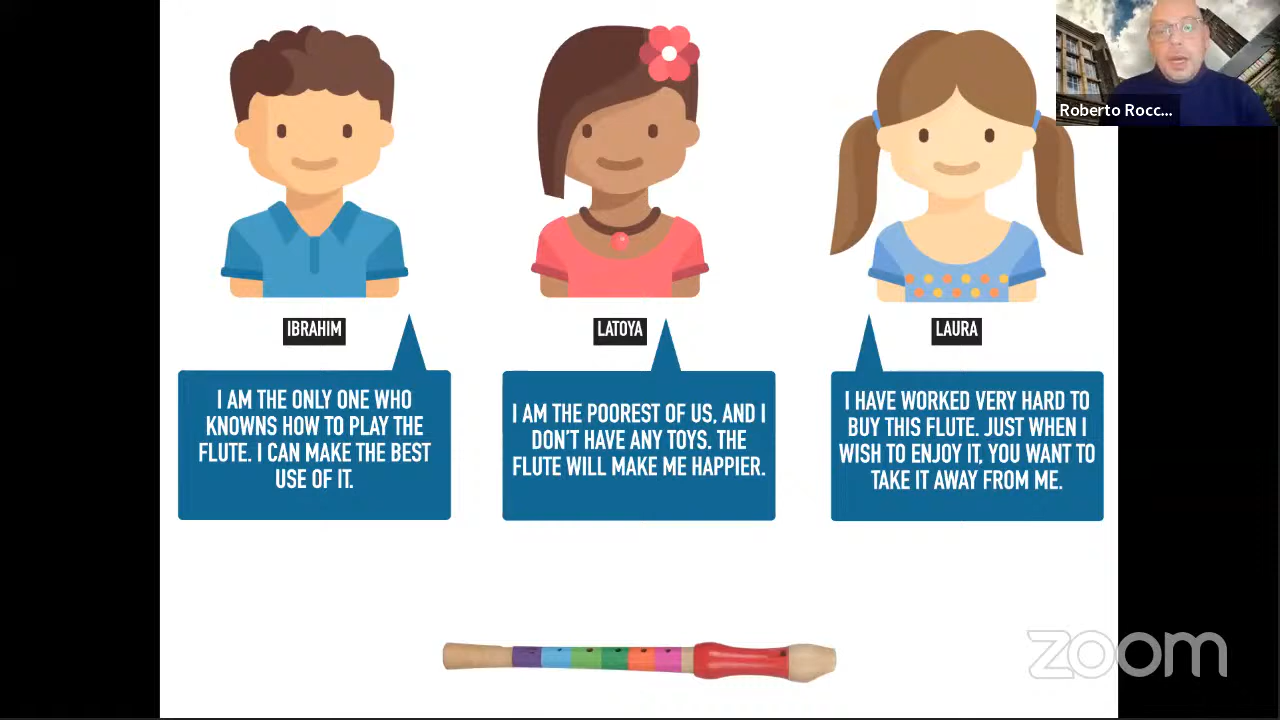 Roberto Rocc...
IBRAHIM
LATOYA
LAURA
I AM THE ONLY ONE WHO
KNOWNS HOW TO PLAY THE
FLUTE. I CAN MAKE THE BEST
USE OF IT.
I AM THE POOREST OF US, AND I
DON'T HAVE ANY TOYS. THE
FLUTE WILL MAKE ME HAPPIER.
I HAVE WORKED VERY HARD TO
BUY THIS FLUTE. JUST WHEN I
WISH TO ENJOY IT, YOU WANT TO
TAKE IT AWAY FROM ME.
zoom